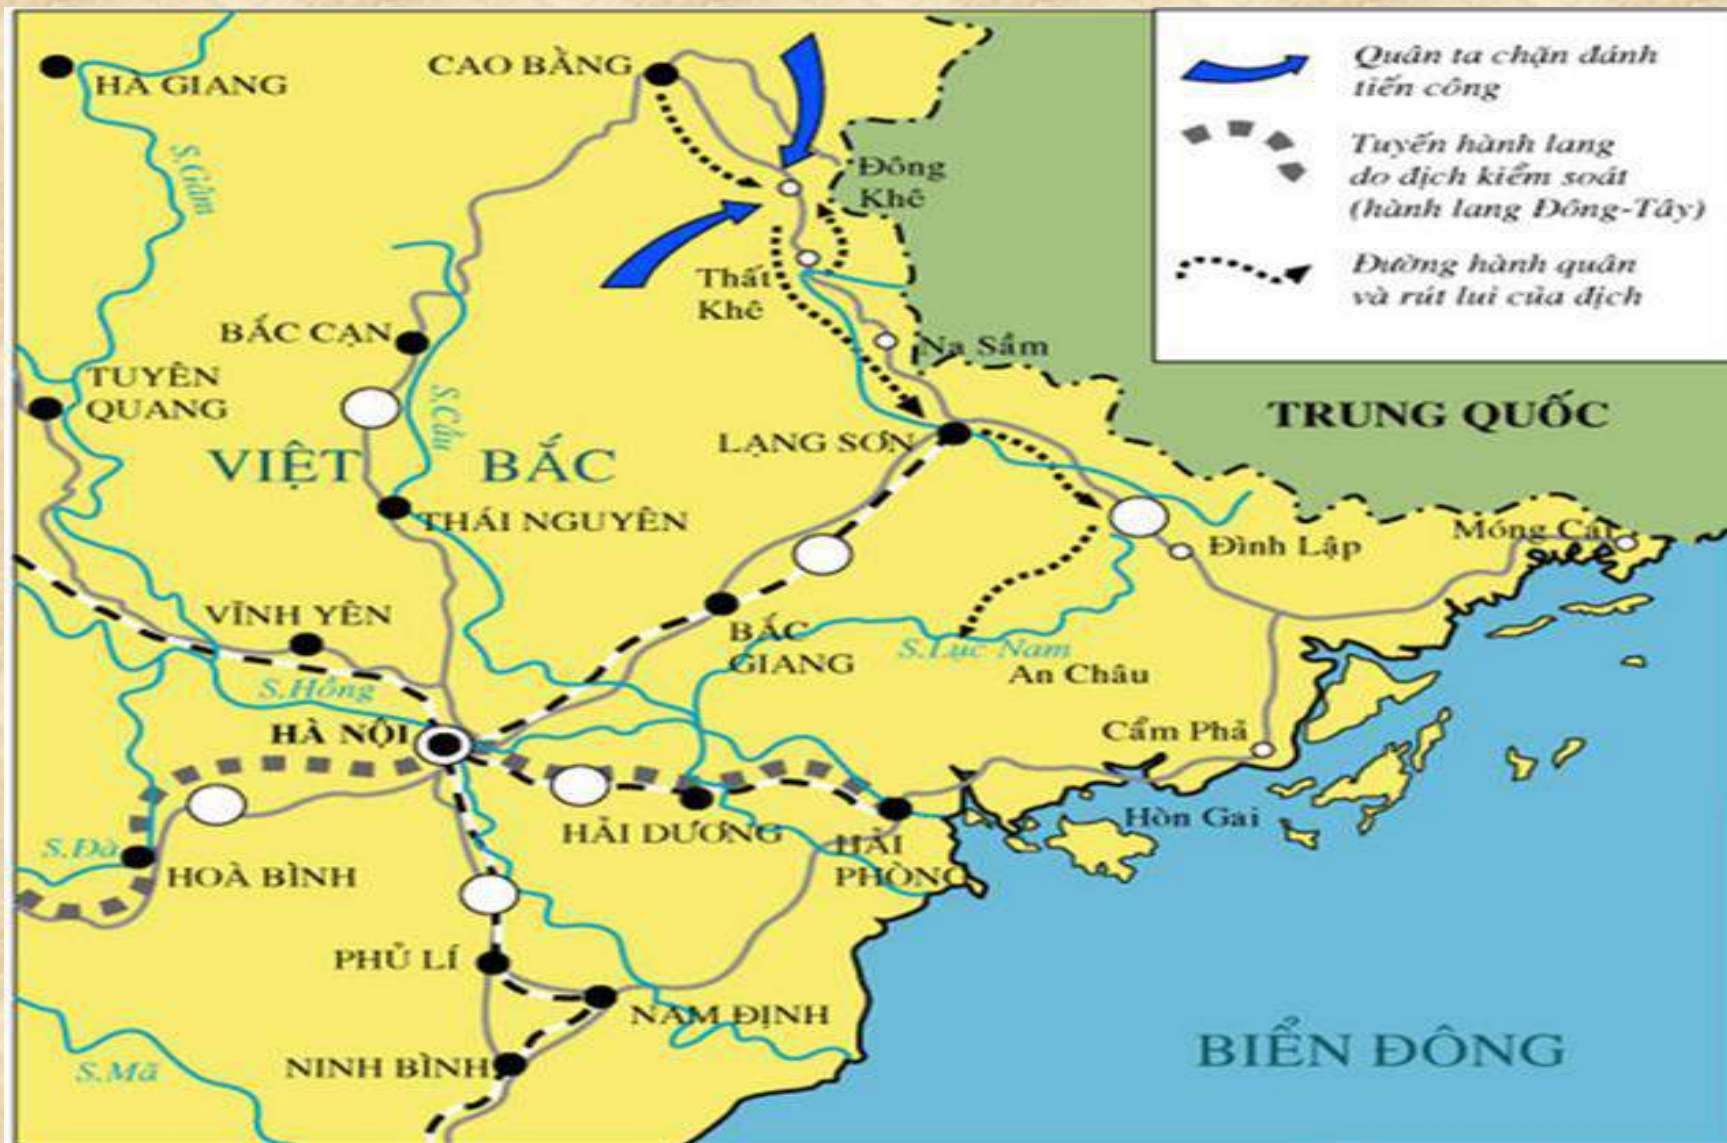 HÀ GIANG
CAO BẰNG
Quân ta chặn đánh
tiến công
S.Gâm
Tuyến hành lang
do địch kiểm soát
(hành lang Đông-Tây)
Đông
Khê
Đường hành quân
và rút lui của địch
Thất
Khê
BẮC CẠN
Na Sầm
TUYÊN
QUANG
S.Cầu
TRUNG QUỐC
LẠNG SƠN
VIỆT BẮC
THÁI NGUYÊN
Móng Cái
Đình Lập
VĨNH YÊN
BẮC
GIANG
S.Lục Nam
An Châu
S.Hồng
HÀ NỘI
Cẩm Phả
Hòn Gai
HẢI DƯƠNG
HẢI
PHÒNG
S.Đà
HOÀ BÌNH
PHỦ LÍ
NAM ĐỊNH
BIỂN ĐÔNG
NINH BÌNH
S.Mã